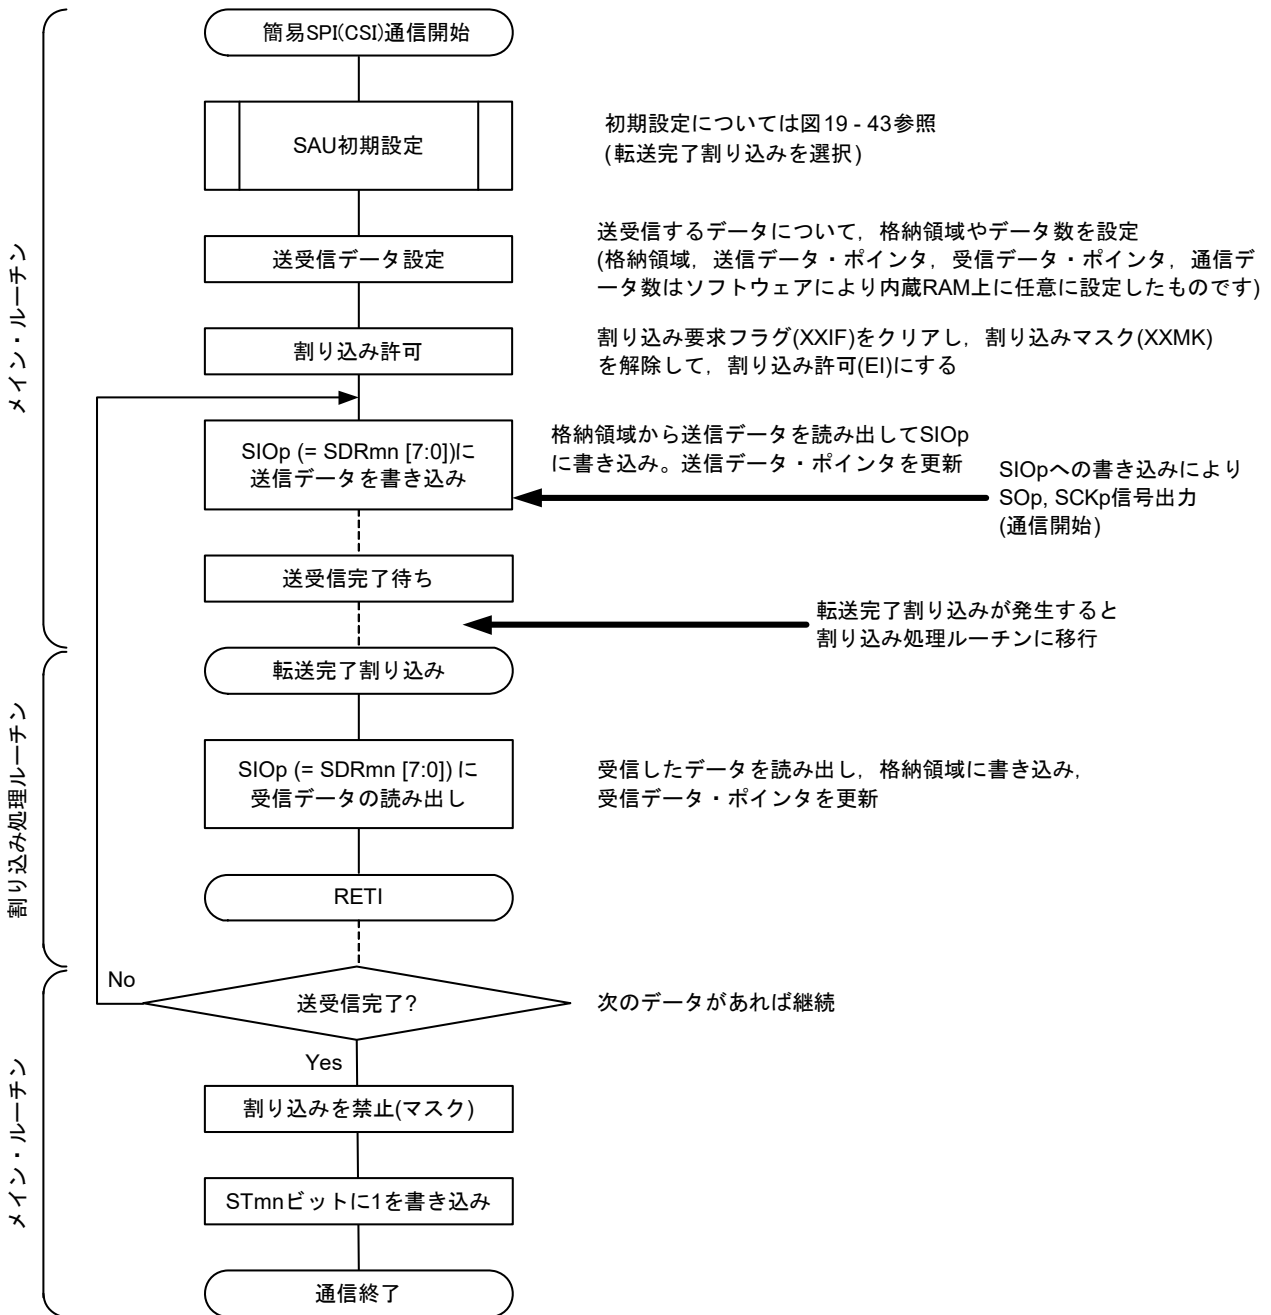 簡易SPI(CSI)通信開始
SAU初期設定
初期設定については図19 - 43参照
(転送完了割り込みを選択)
メイン・ルーチン
送受信データ設定
送受信するデータについて，格納領域やデータ数を設定
(格納領域，送信データ・ポインタ，受信データ・ポインタ，通信デ
ータ数はソフトウェアにより内蔵RAM上に任意に設定したものです)
割り込み許可
割り込み要求フラグ(XXIF)をクリアし，割り込みマスク(XXMK)
を解除して，割り込み許可(EI)にする
SIOp (= SDRmn [7:0])に
送信データを書き込み
格納領域から送信データを読み出してSIOp
に書き込み。送信データ・ポインタを更新
SIOpへの書き込みにより
SOp, SCKp信号出力
(通信開始)
送受信完了待ち
転送完了割り込みが発生すると
割り込み処理ルーチンに移行
転送完了割り込み
割り込み処理ルーチン
SIOp (= SDRmn [7:0]) に
受信データの読み出し
受信したデータを読み出し，格納領域に書き込み，
受信データ・ポインタを更新
RETI
No
送受信完了?
次のデータがあれば継続
Yes
メイン・ルーチン
割り込みを禁止(マスク)
STmnビットに1を書き込み
通信終了